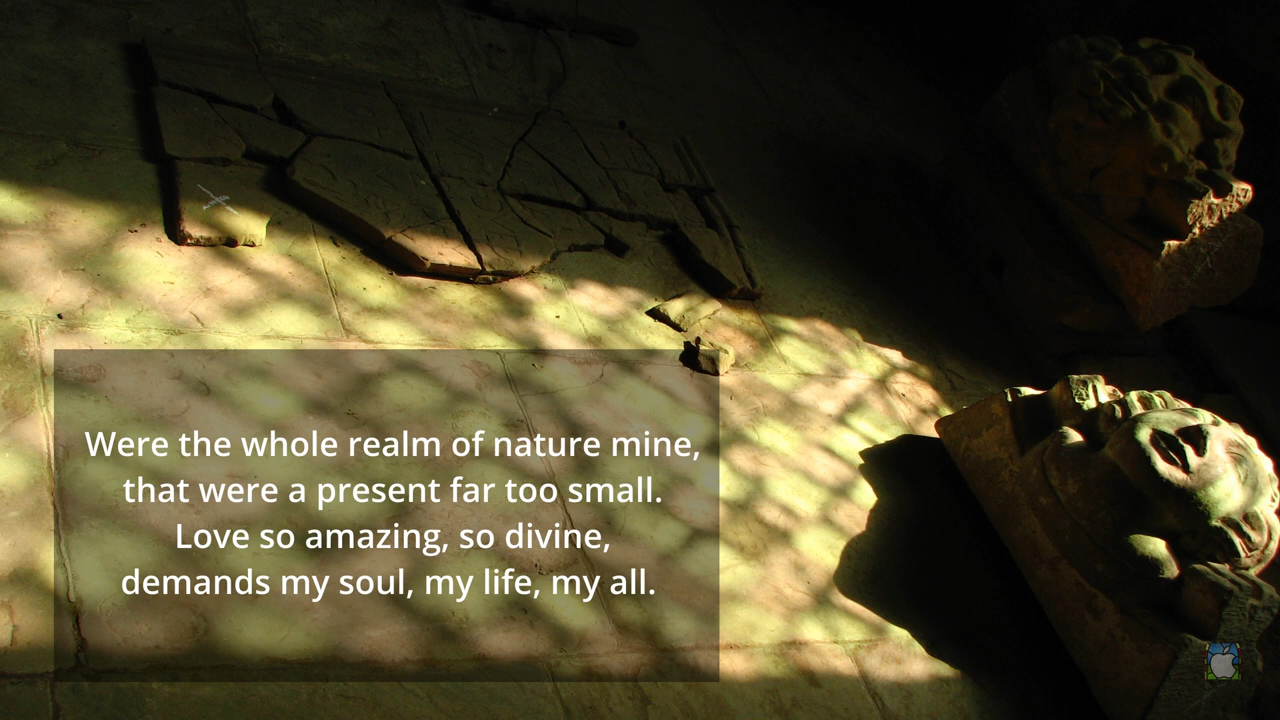 Were the whole realm of nature mine,
that were a present far too small.
Love so amazing, so divine,
demands my soul, my life, my all.